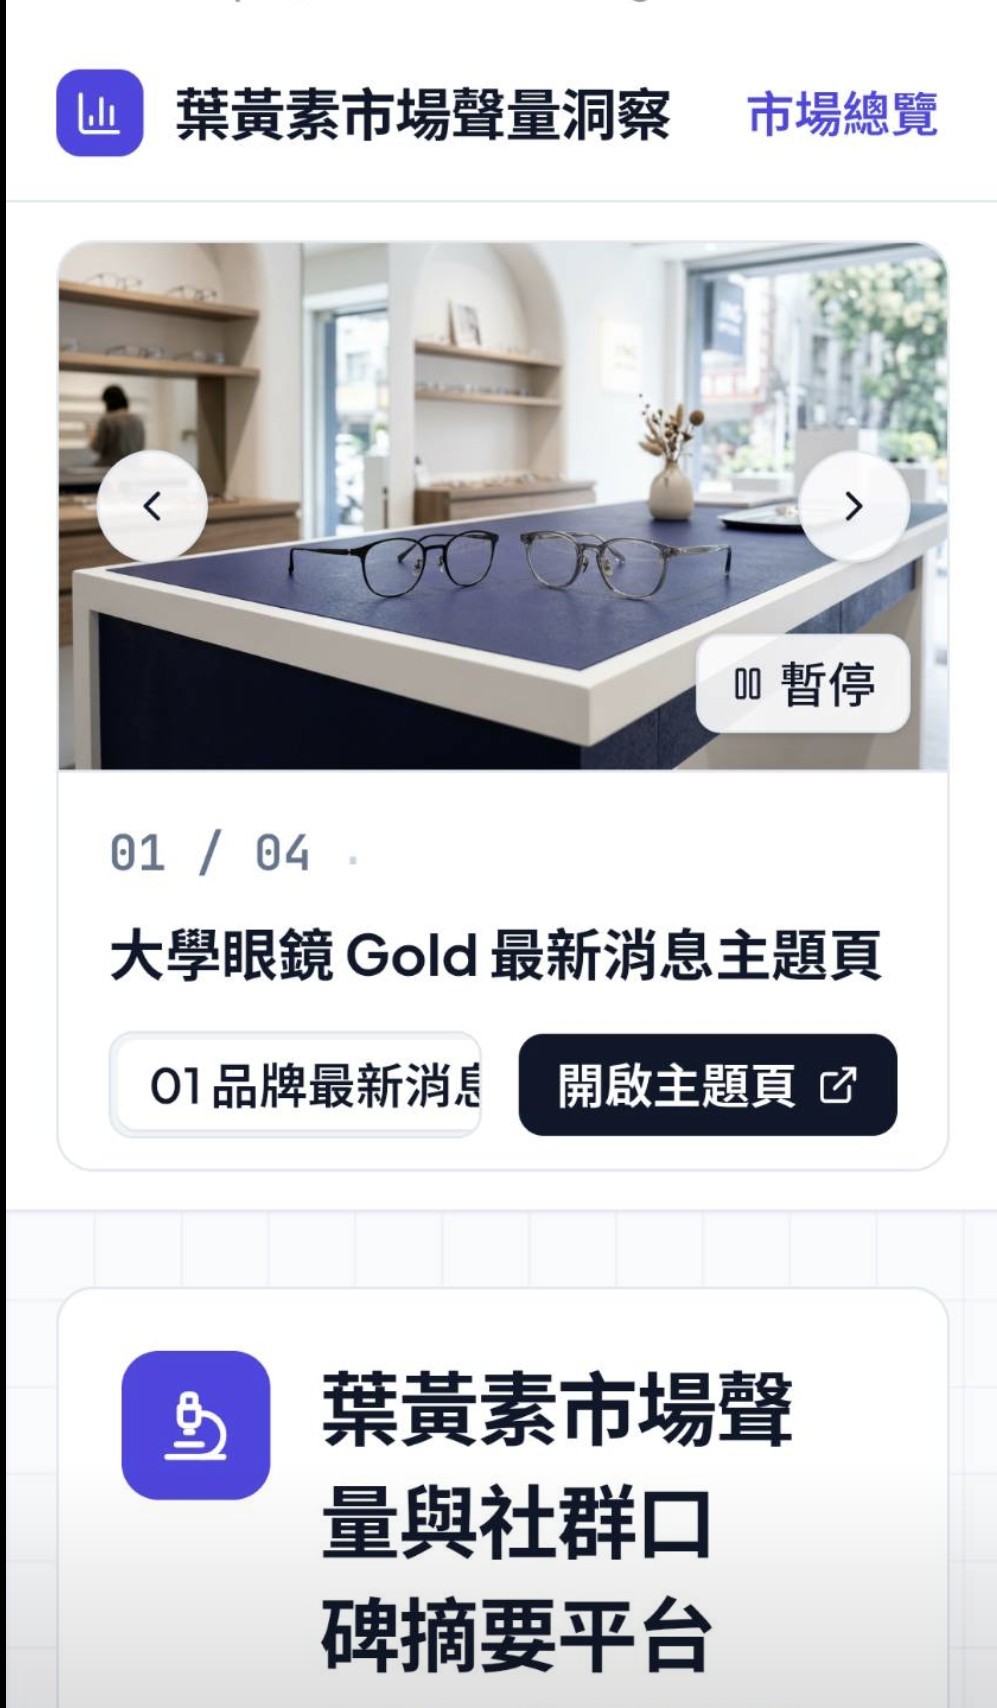 葉黃素市場聲量洞察
市場總覽
暫停
01 / 04
大學眼鏡 Gold 最新消息主題頁
01 品牌最新消息
開啟主題頁
葉黃素市場聲
量與社群口
碑摘要平台